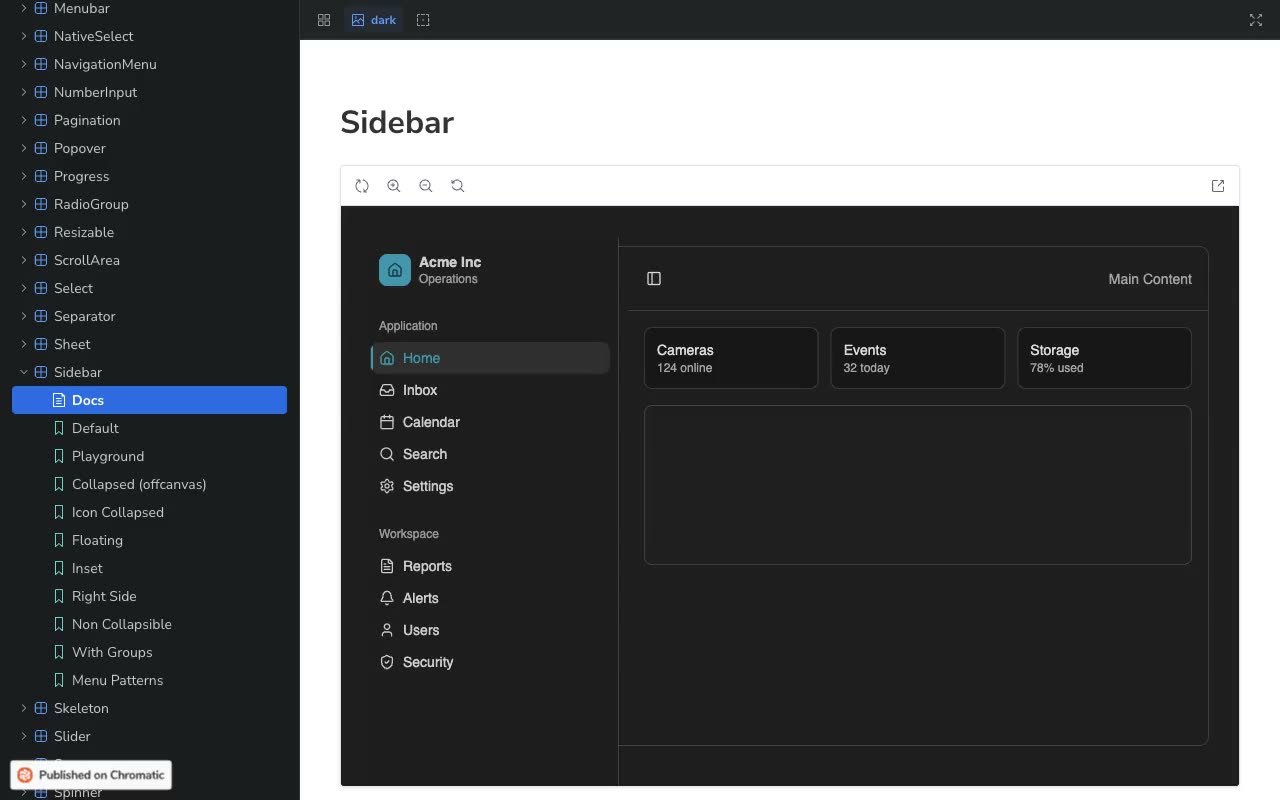 Menubar
NativeSelect
NavigationMenu
NumberInput
Pagination
Popover
Progress
RadioGroup
Resizable
ScrollArea
Select
Separator
Sheet
Sidebar
Docs
Default
Playground
Collapsed (offcanvas)
Icon Collapsed
Floating
Inset
Right Side
Non Collapsible
With Groups
Menu Patterns
Skeleton
Slider
Published on Chromatic
Spinner
dark
Sidebar
Acme Inc
Operations
Application
Home
Inbox
Calendar
Search
Settings
Workspace
Reports
Alerts
Users
Security
Main Content
Cameras
124 online
Events
32 today
Storage
78% used